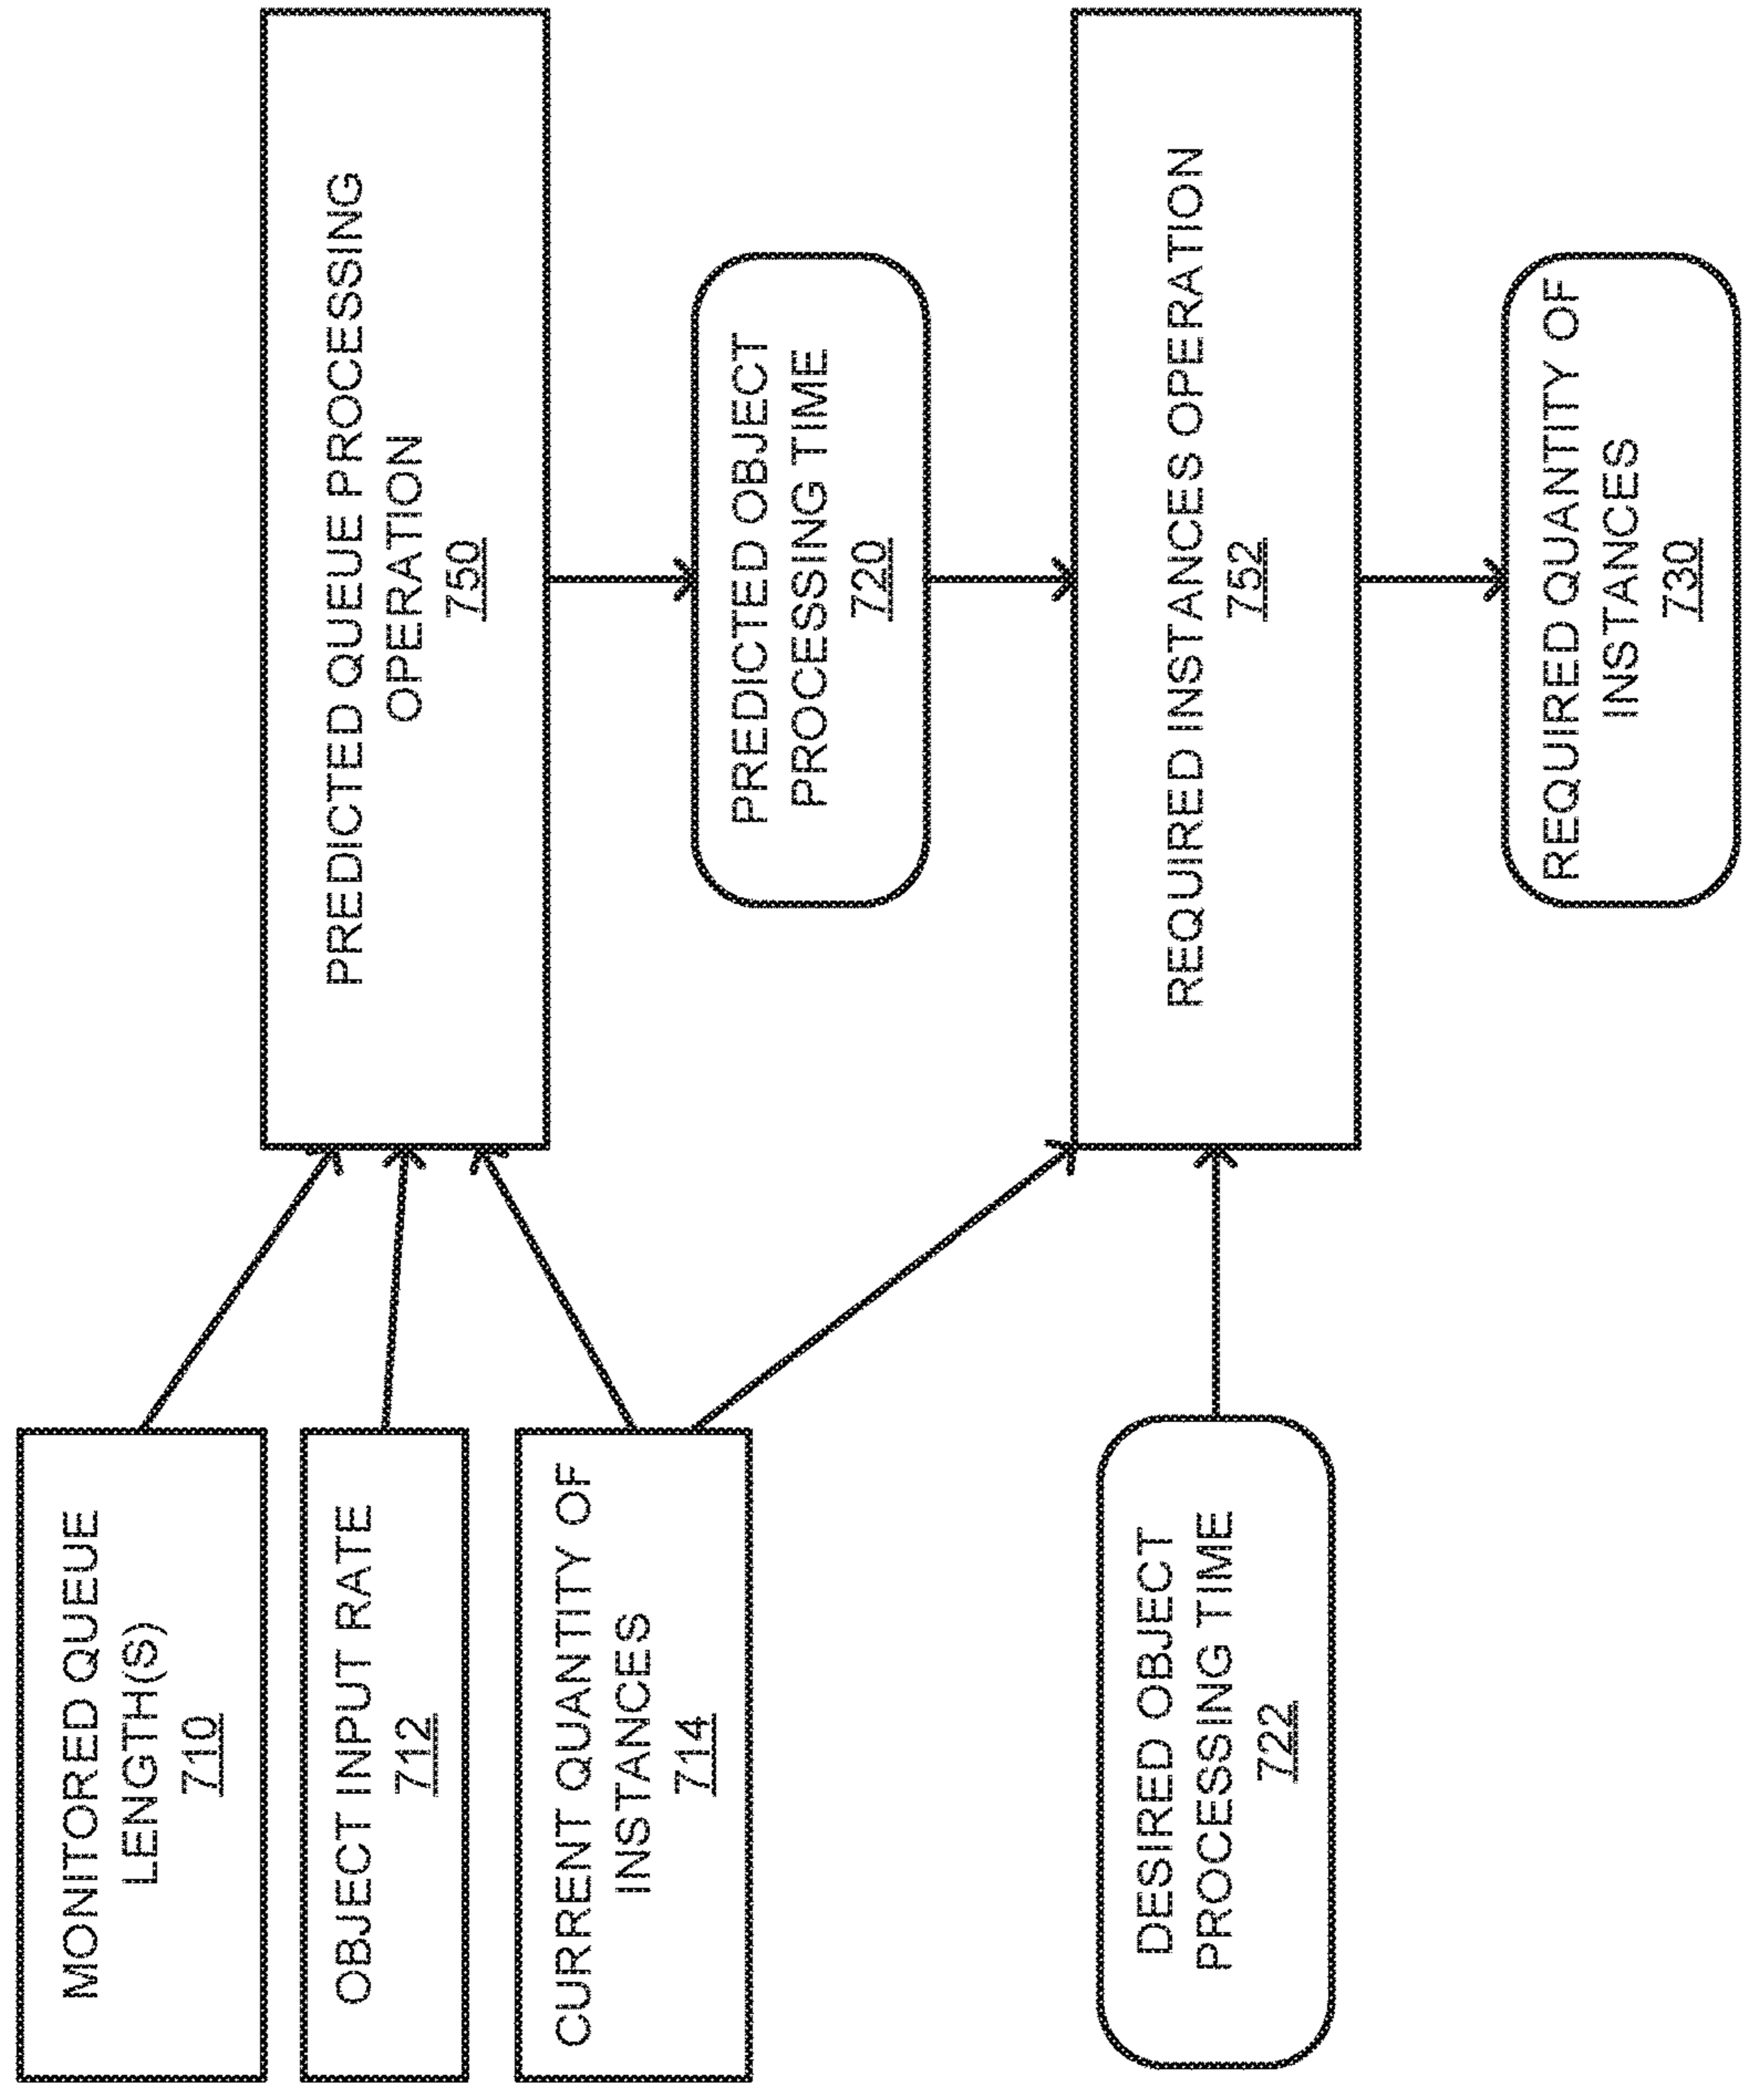 MONITORED QUEUE
LENGTH(S)
710
OBJECT INPUT RATE
712
CURRENT QUANTITY OF
INSTANCES
714
DESIRED OBJECT
PROCESSING TIME
722
PREDICTED QUEUE PROCESSING
OPERATION
750
PREDICTED OBJECT
PROCESSING TIME
720
REQUIRED INSTANCES OPERATION
752
REQUIRED QUANTITY OF
INSTANCES
730